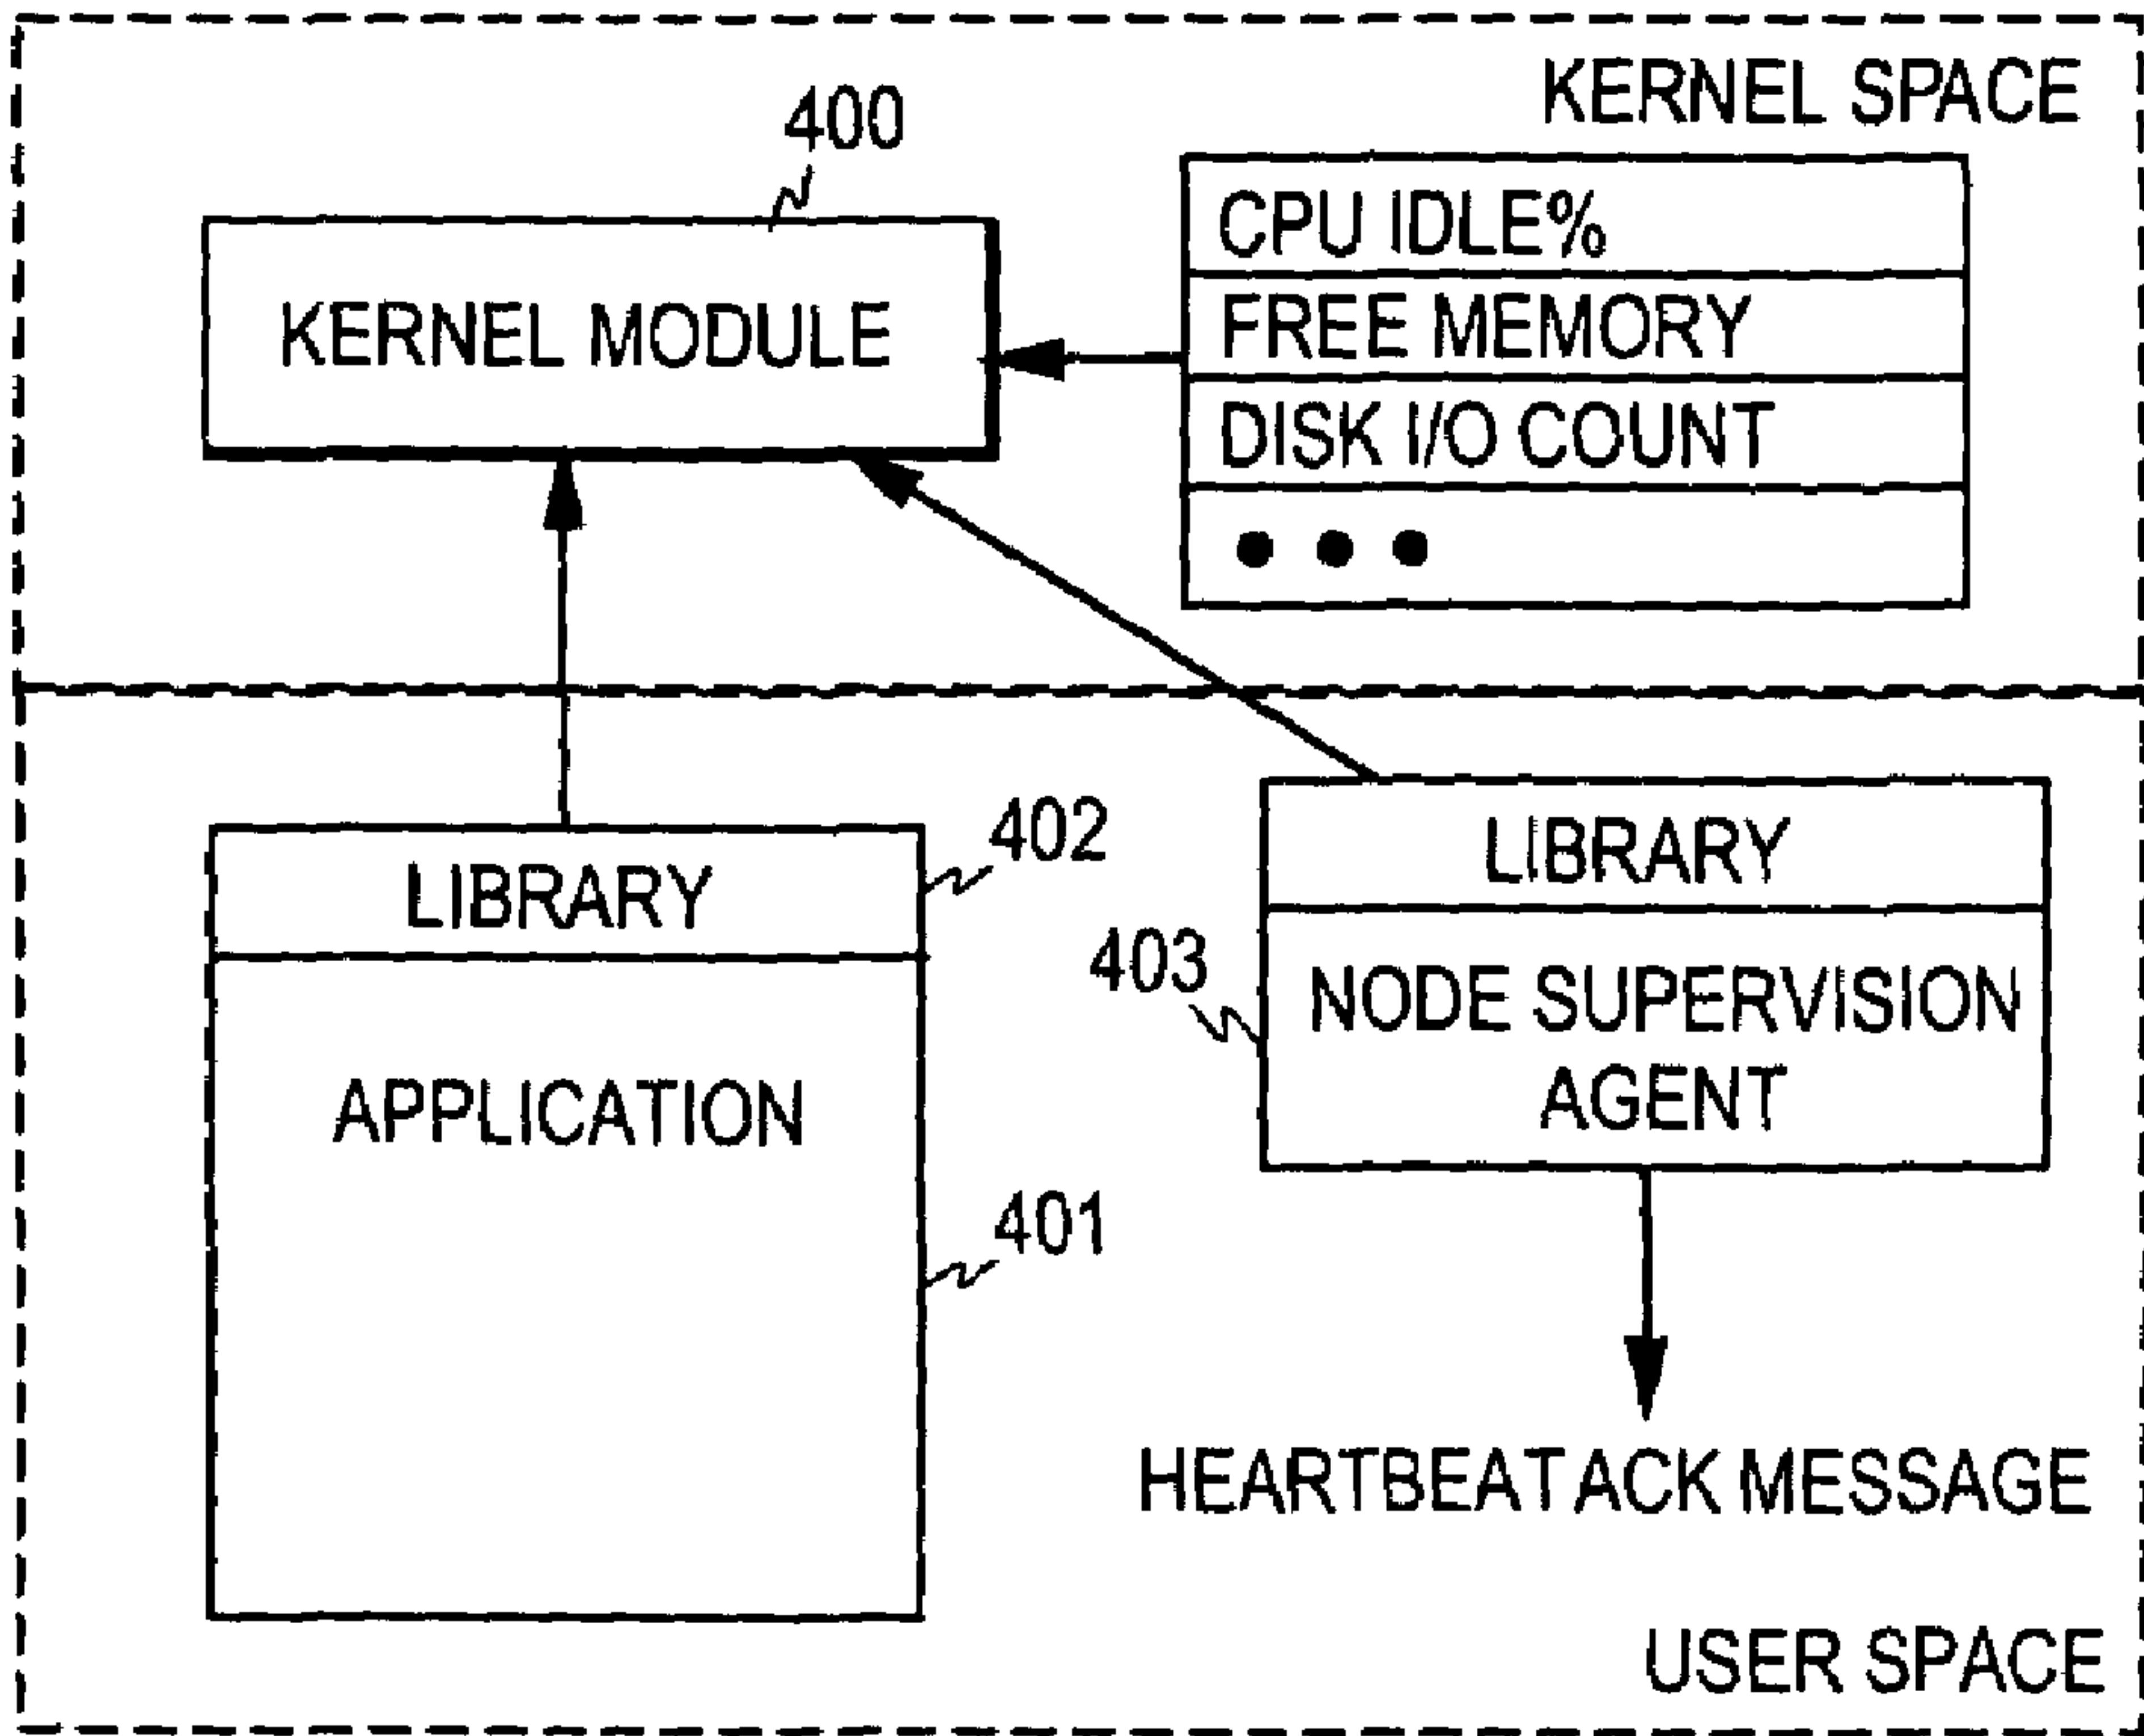 KERNEL SPACE
400
KERNEL MODULE
CPU IDLE%
FREE MEMORY
DISK I/O COUNT
● ● ●
LIBRARY
402
APPLICATION
401
LIBRARY
403
NODE SUPERVISION
AGENT
HEARTBEAT ACK MESSAGE
USER SPACE